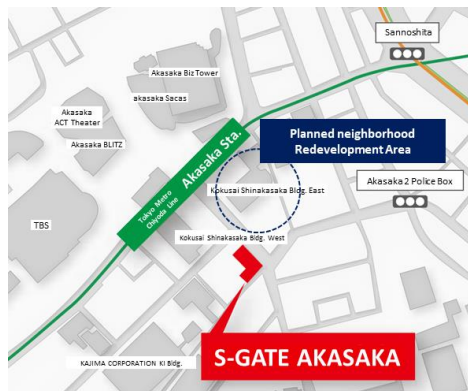 Sannoshita
Akasaka Biz Tower
akasaka Sacas
Akasaka
ACT Theater
Akasaka BLITZ
Akasaka Sta.
Tokyo Metro
Chiyoda Line
Planned neighborhood
Redevelopment Area
Kokusai Shinakasaka Bldg. East
Akasaka 2 Police Box
TBS
Kokusai Shinakasaka Bldg. West
S-GATE AKASAKA
KAJIMA CORPORATION KI Bldg.